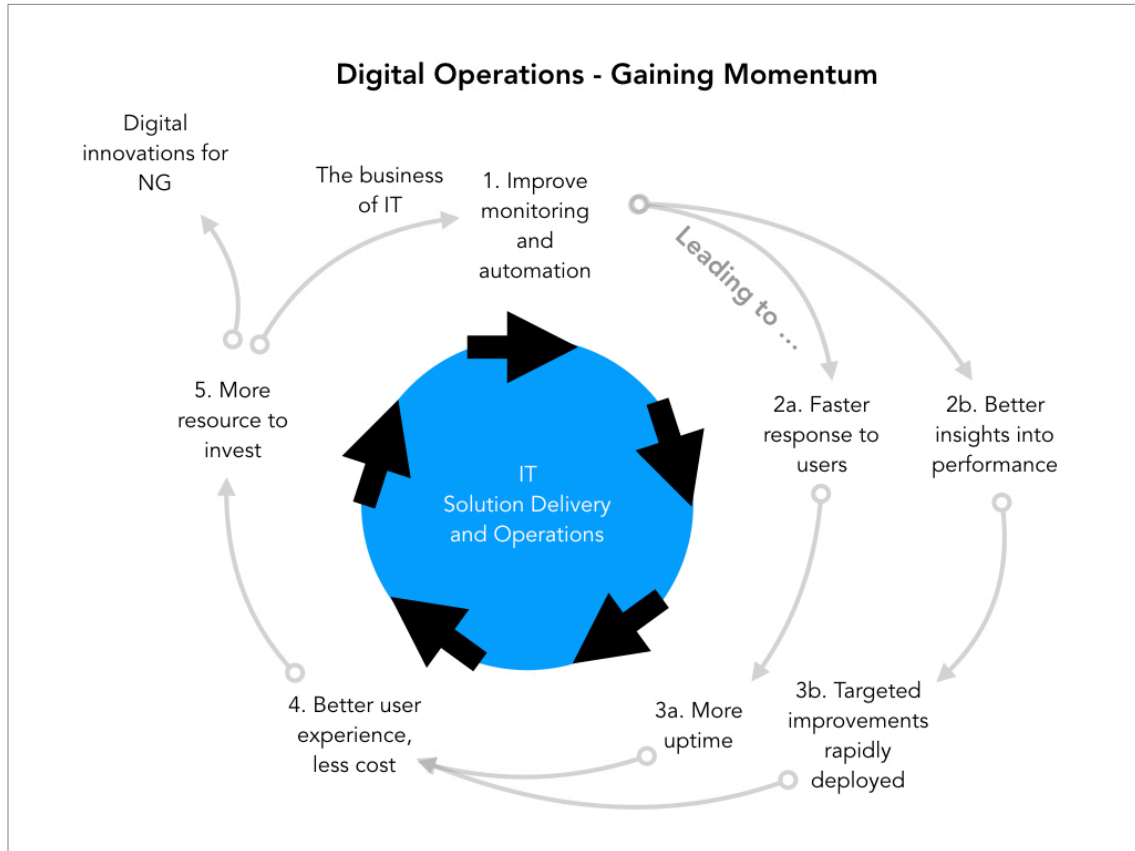 Digital Operations - Gaining Momentum
Digital
innovations for
NG
The business
of IT
1. Improve
monitoring
and
automation
Leading to ...
2a. Faster
response to
users
2b. Better
insights into
performance
3a. More
uptime
3b. Targeted
improvements
rapidly
deployed
4. Better user
experience,
less cost
5. More
resource to
invest
IT
Solution Delivery
and Operations